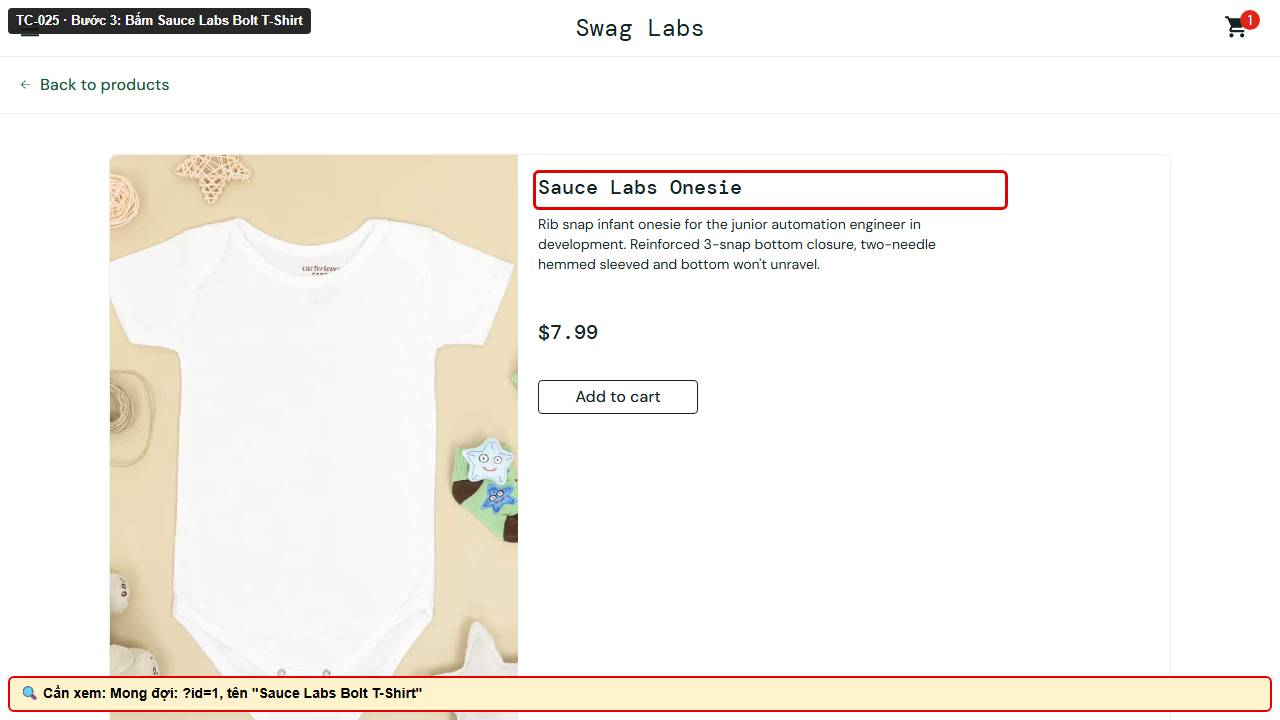 TC-025 · Bước 3: Bấm Sauce Labs Bolt T-Shirt
Swag Labs
1
Back to products
Sauce Labs Onesie
Rib snap infant onesie for the junior automation engineer in
development. Reinforced 3-snap bottom closure, two-needle
hemmed sleeved and bottom won't unravel.
$7.99
Add to cart
Cần xem: Mong đợi: ?id=1, tên "Sauce Labs Bolt T-Shirt"